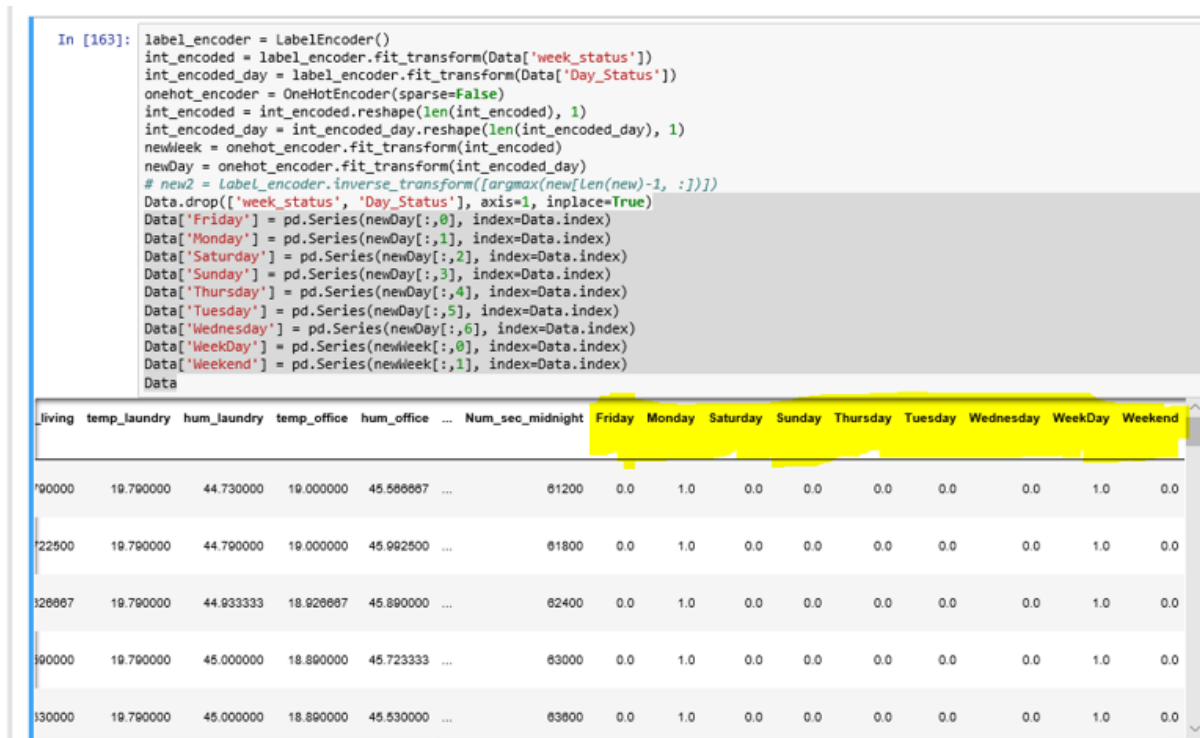 In [163]: label_encoder = LabelEncoder()
int_encoded = label_encoder.fit_transform(Data['week_status'])
int_encoded_day = label_encoder.fit_transform(Data['Day_Status'])
onehot_encoder = OneHotEncoder(sparse=False)
int_encoded = int_encoded.reshape(len(int_encoded), 1)
int_encoded_day = int_encoded_day.reshape(len(int_encoded_day), 1)
newWeek = onehot_encoder.fit_transform(int_encoded)
newDay = onehot_encoder.fit_transform(int_encoded_day)
# new2 = label_encoder.inverse_transform([argmax(new[len(new)-1, :])])
Data.drop(['week_status', 'Day_Status'], axis=1, inplace=True)
Data['Friday'] = pd.Series(newDay[:,0], index=Data.index)
Data['Monday'] = pd.Series(newDay[:,1], index=Data.index)
Data['Saturday'] = pd.Series(newDay[:,2], index=Data.index)
Data['Sunday'] = pd.Series(newDay[:,3], index=Data.index)
Data['Thursday'] = pd.Series(newDay[:,4], index=Data.index)
Data['Tuesday'] = pd.Series(newDay[:,5], index=Data.index)
Data['Wednesday'] = pd.Series(newDay[:,6], index=Data.index)
Data['WeekDay'] = pd.Series(newWeek[:,0], index=Data.index)
Data['Weekend'] = pd.Series(newWeek[:,1], index=Data.index)
Data
_living temp_laundry hum_laundry temp_office hum_office ... Num_sec_midnight Friday Monday Saturday Sunday Thursday Tuesday Wednesday WeekDay Weekend
790000 19.790000 44.730000 19.000000 45.566667 ... 61200 0.0 1.0 0.0 0.0 0.0 0.0 0.0 1.0 0.0
722500 19.790000 44.790000 19.000000 45.992500 ... 61800 0.0 1.0 0.0 0.0 0.0 0.0 0.0 1.0 0.0
626667 19.790000 44.933333 18.926667 45.890000 ... 62400 0.0 1.0 0.0 0.0 0.0 0.0 0.0 1.0 0.0
590000 19.790000 45.000000 18.890000 45.723333 ... 63000 0.0 1.0 0.0 0.0 0.0 0.0 0.0 1.0 0.0
530000 19.790000 45.000000 18.890000 45.530000 ... 63600 0.0 1.0 0.0 0.0 0.0 0.0 0.0 1.0 0.0